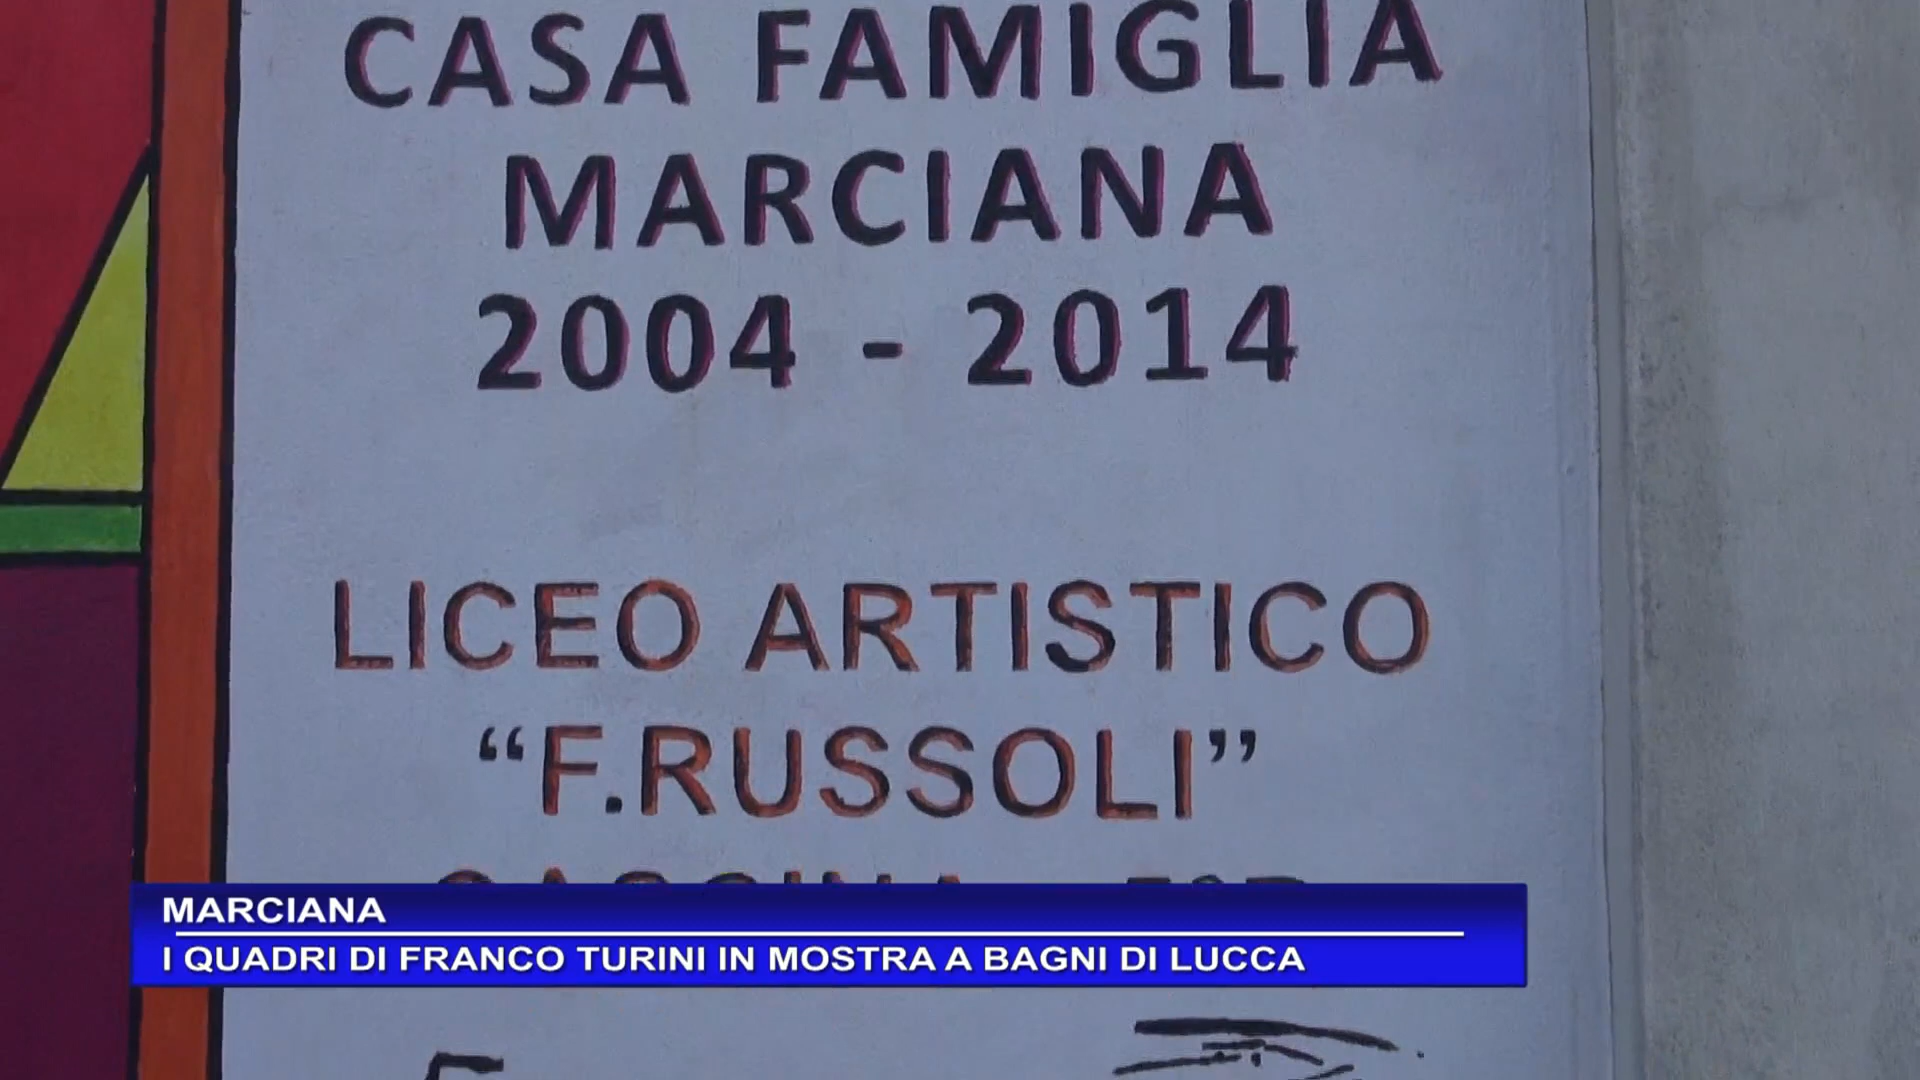 CASA FAMIGLIA
MARCIANA
2004 - 2014
LICEO ARTISTICO
“F.RUSSOLI”
MARCIANA
I QUADRI DI FRANCO TURINI IN MOSTRA A BAGNI DI LUCCA